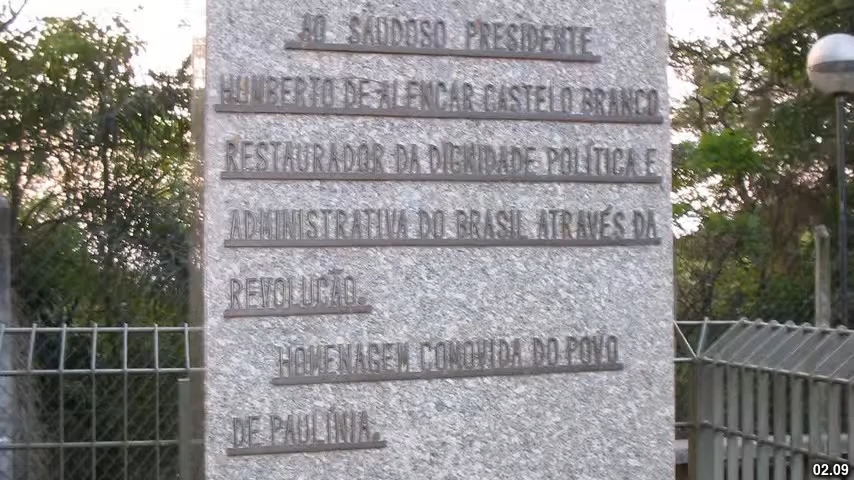 AO SAUDOSO PRESIDENTE
HUMBERTO DE ALENCAR CASTELO BRANCO
RESTAURADOR DA DIGNIDADE POLÍTICA E
ADMINISTRATIVA DO BRASIL ATRAVÉS DA
REVOLUÇÃO.
HOMENAGEM COMOVIDA DO POVO
DE PAULÍNIA.
02.09